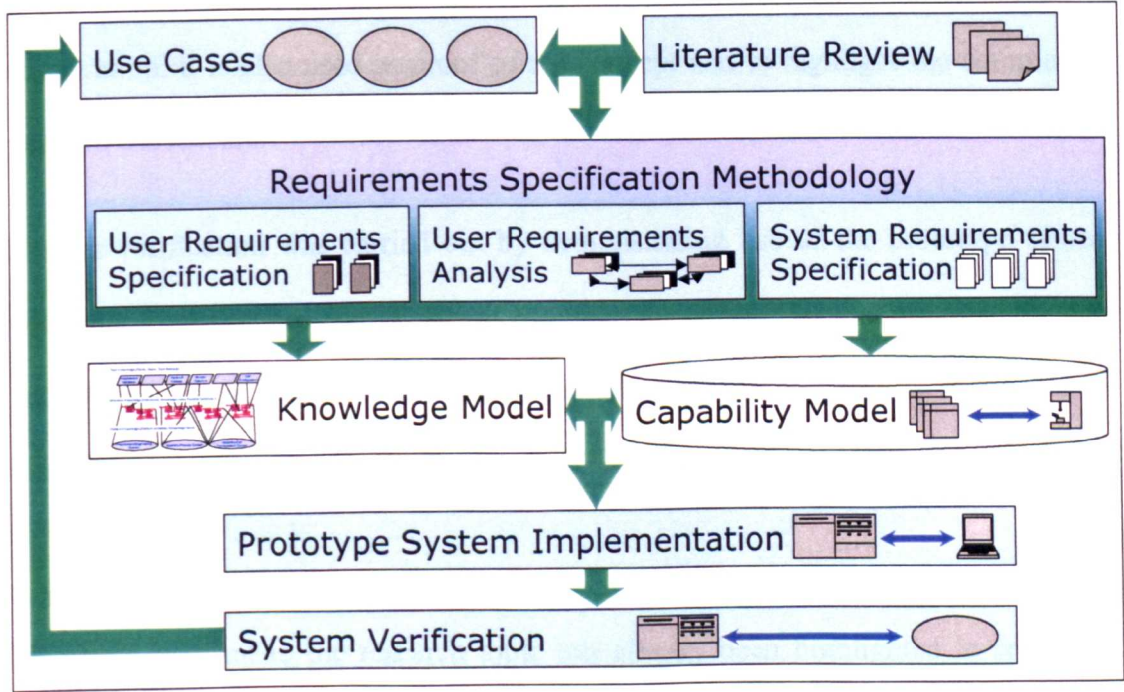 Use Cases
Literature Review
Requirements Specification Methodology
User Requirements
Specification
User Requirements
Analysis
System Requirements
Specification
Knowledge Model
Capability Model
Prototype System Implementation
System Verification